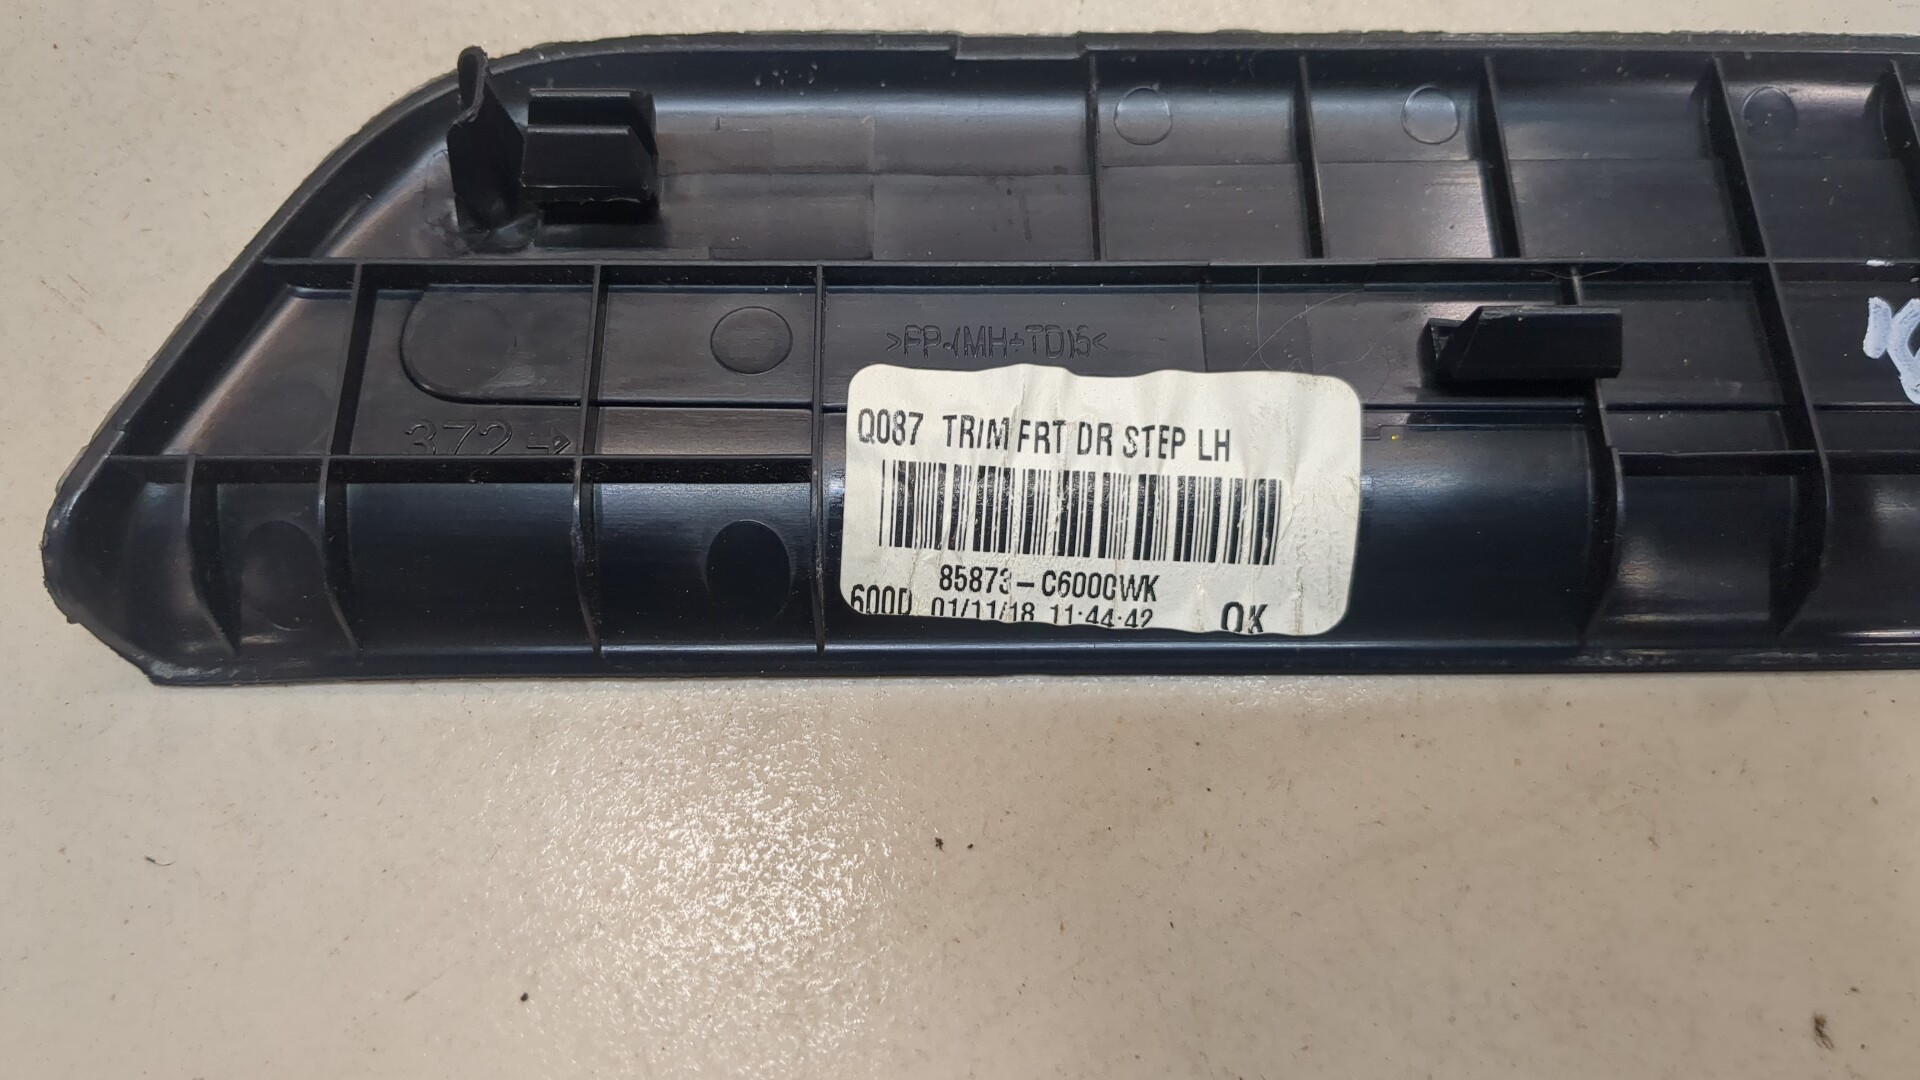 >PP-(MH+TD)5<
372
Q087 TRIM FRT DR STEP LH
85873-C6000WK
600D 01/11/18 11:44:42 OK